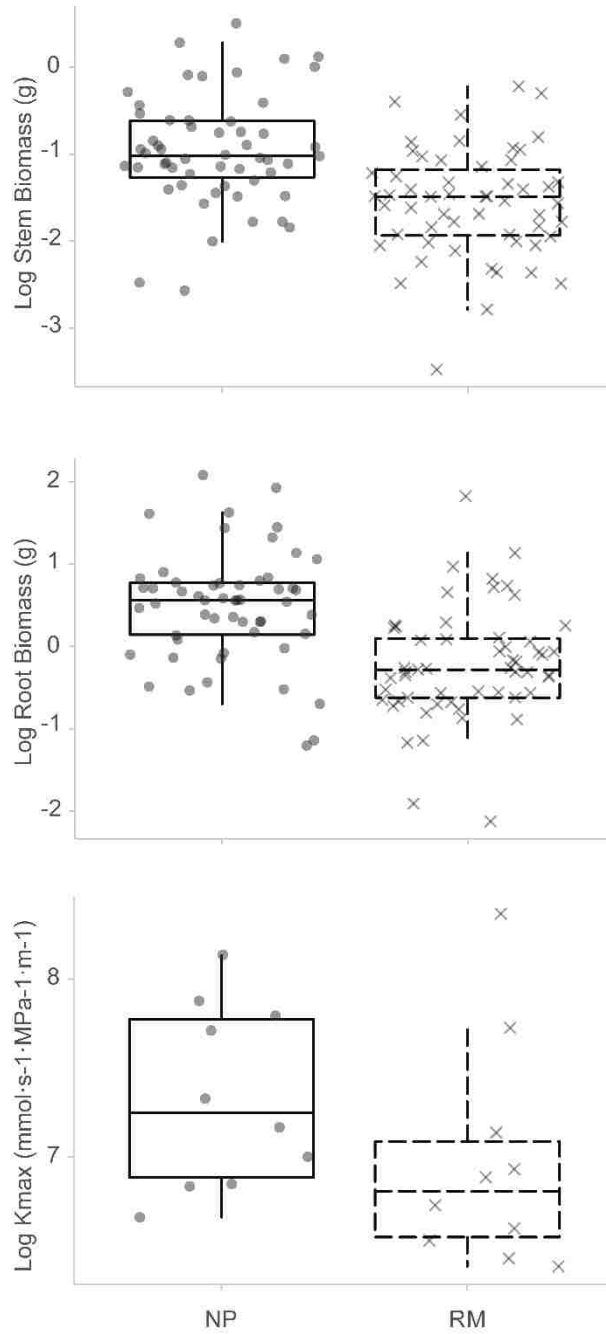 Log Stem Biomass (g)
0
-1
-2
-3
Log Root Biomass (g)
2
1
0
-1
-2
Log Kmax (mmol·s-1·MPa-1·m-1)
8
7
NP RM